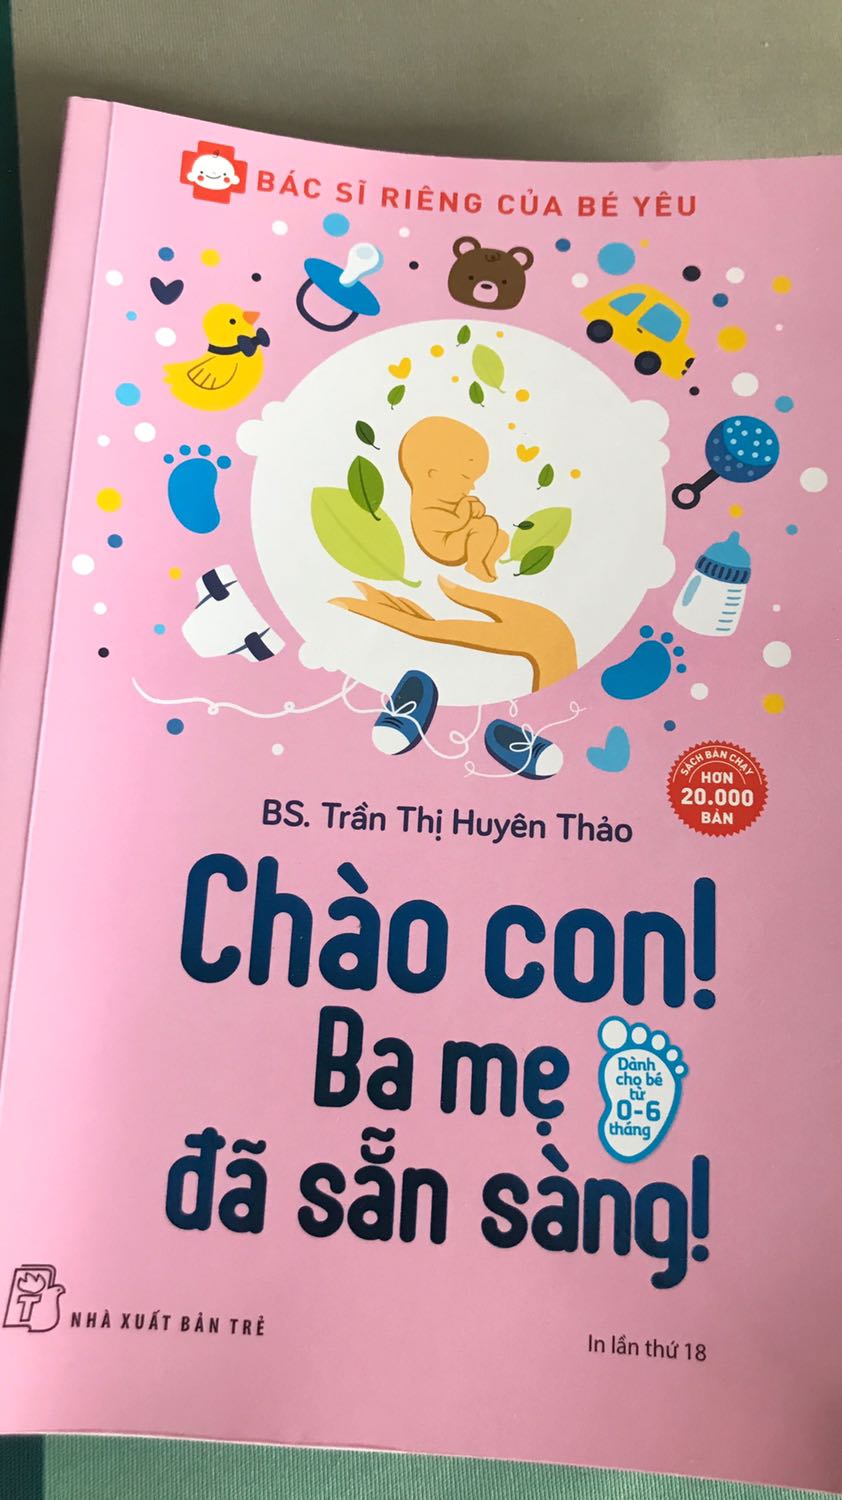 BÁC SĨ RIÊNG CỦA BÉ YÊU
SÁCH BÁN CHẠY
HƠN
20.000
BẢN
BS. Trần Thị Huyên Thảo
Chào con!
Ba mẹ
Dành
cho bé
từ
0-6
tháng
đã sẵn sàng!
T
NHÀ XUẤT BẢN TRẺ
In lần thứ 18